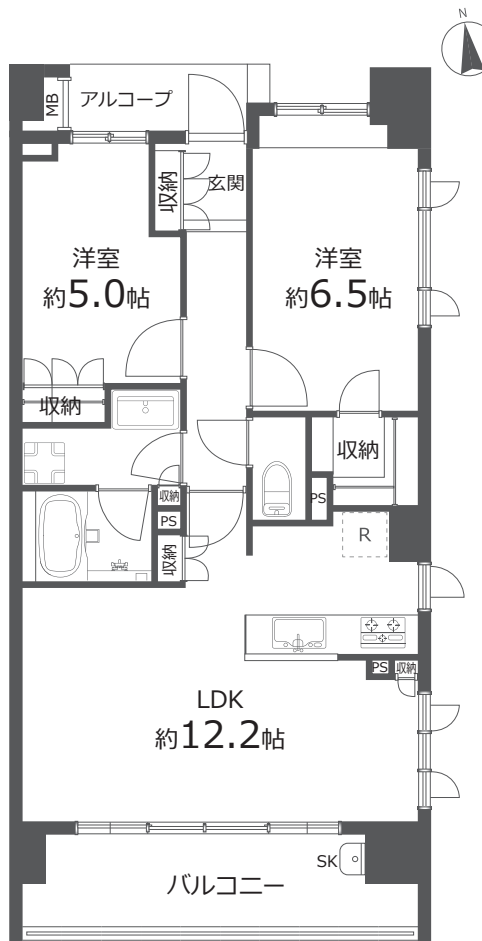 N
MB
アルコープ
収納
玄関
洋室
約5.0帖
洋室
約6.5帖
収納
収納
収納
PS
PS
収納
R
PS
収納
LDK
約12.2帖
SK
バルコニー